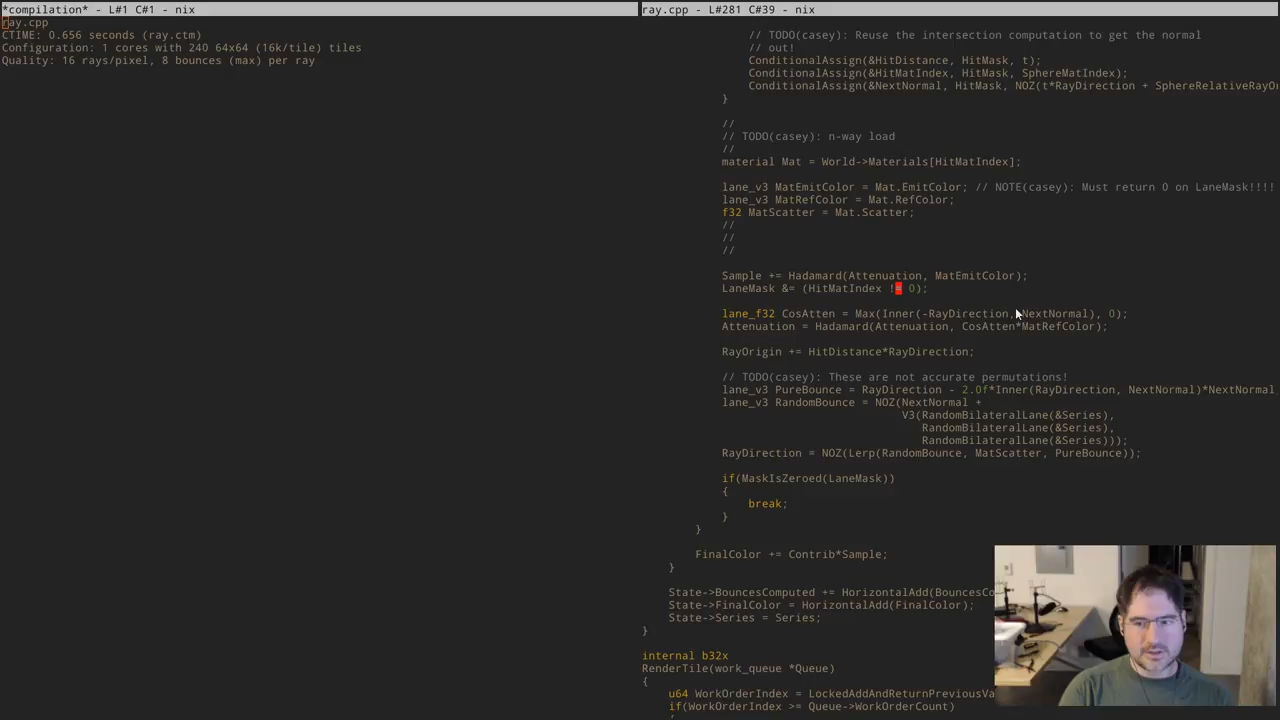 *compilation* - L#1 C#1 - nix
ray.cpp
CTIME: 0.656 seconds (ray.ctm)
Configuration: 1 cores with 240 64x64 (16k/tile) tiles
Quality: 16 rays/pixel, 8 bounces (max) per ray
ray.cpp - L#281 C#39 - nix
// TODO(casey): Reuse the intersection computation to get the normal
// out!
ConditionalAssign(&HitDistance, HitMask, t);
ConditionalAssign(&HitMatIndex, HitMask, SphereMatIndex);
ConditionalAssign(&NextNormal, HitMask, NOZ(t*RayDirection + SphereRelativeRayO
}
//
// TODO(casey): n-way load
//
material Mat = World->Materials[HitMatIndex];
lane_v3 MatEmitColor = Mat.EmitColor; // NOTE(casey): Must return 0 on LaneMask!!!!
lane_v3 MatRefColor = Mat.RefColor;
f32 MatScatter = Mat.Scatter;
//
//
//
Sample += Hadamard(Attenuation, MatEmitColor);
LaneMask &= (HitMatIndex != 0);
lane_f32 CosAtten = Max(Inner(-RayDirection, NextNormal), 0);
Attenuation = Hadamard(Attenuation, CosAtten*MatRefColor);
RayOrigin += HitDistance*RayDirection;
// TODO(casey): These are not accurate permutations!
lane_v3 PureBounce = RayDirection - 2.0f*Inner(RayDirection, NextNormal)*NextNormal
lane_v3 RandomBounce = NOZ(NextNormal +
V3(RandomBilateralLane(&Series),
RandomBilateralLane(&Series),
RandomBilateralLane(&Series)));
RayDirection = NOZ(Lerp(RandomBounce, MatScatter, PureBounce));
if(MaskIsZeroed(LaneMask))
{
break;
}
}
FinalColor += Contrib*Sample;
}
State->BouncesComputed += HorizontalAdd(BouncesCo
State->FinalColor = HorizontalAdd(FinalColor);
State->Series = Series;
}
internal b32x
RenderTile(work_queue *Queue)
{
u64 WorkOrderIndex = LockedAddAndReturnPreviousVa
if(WorkOrderIndex >= Queue->WorkOrderCount)